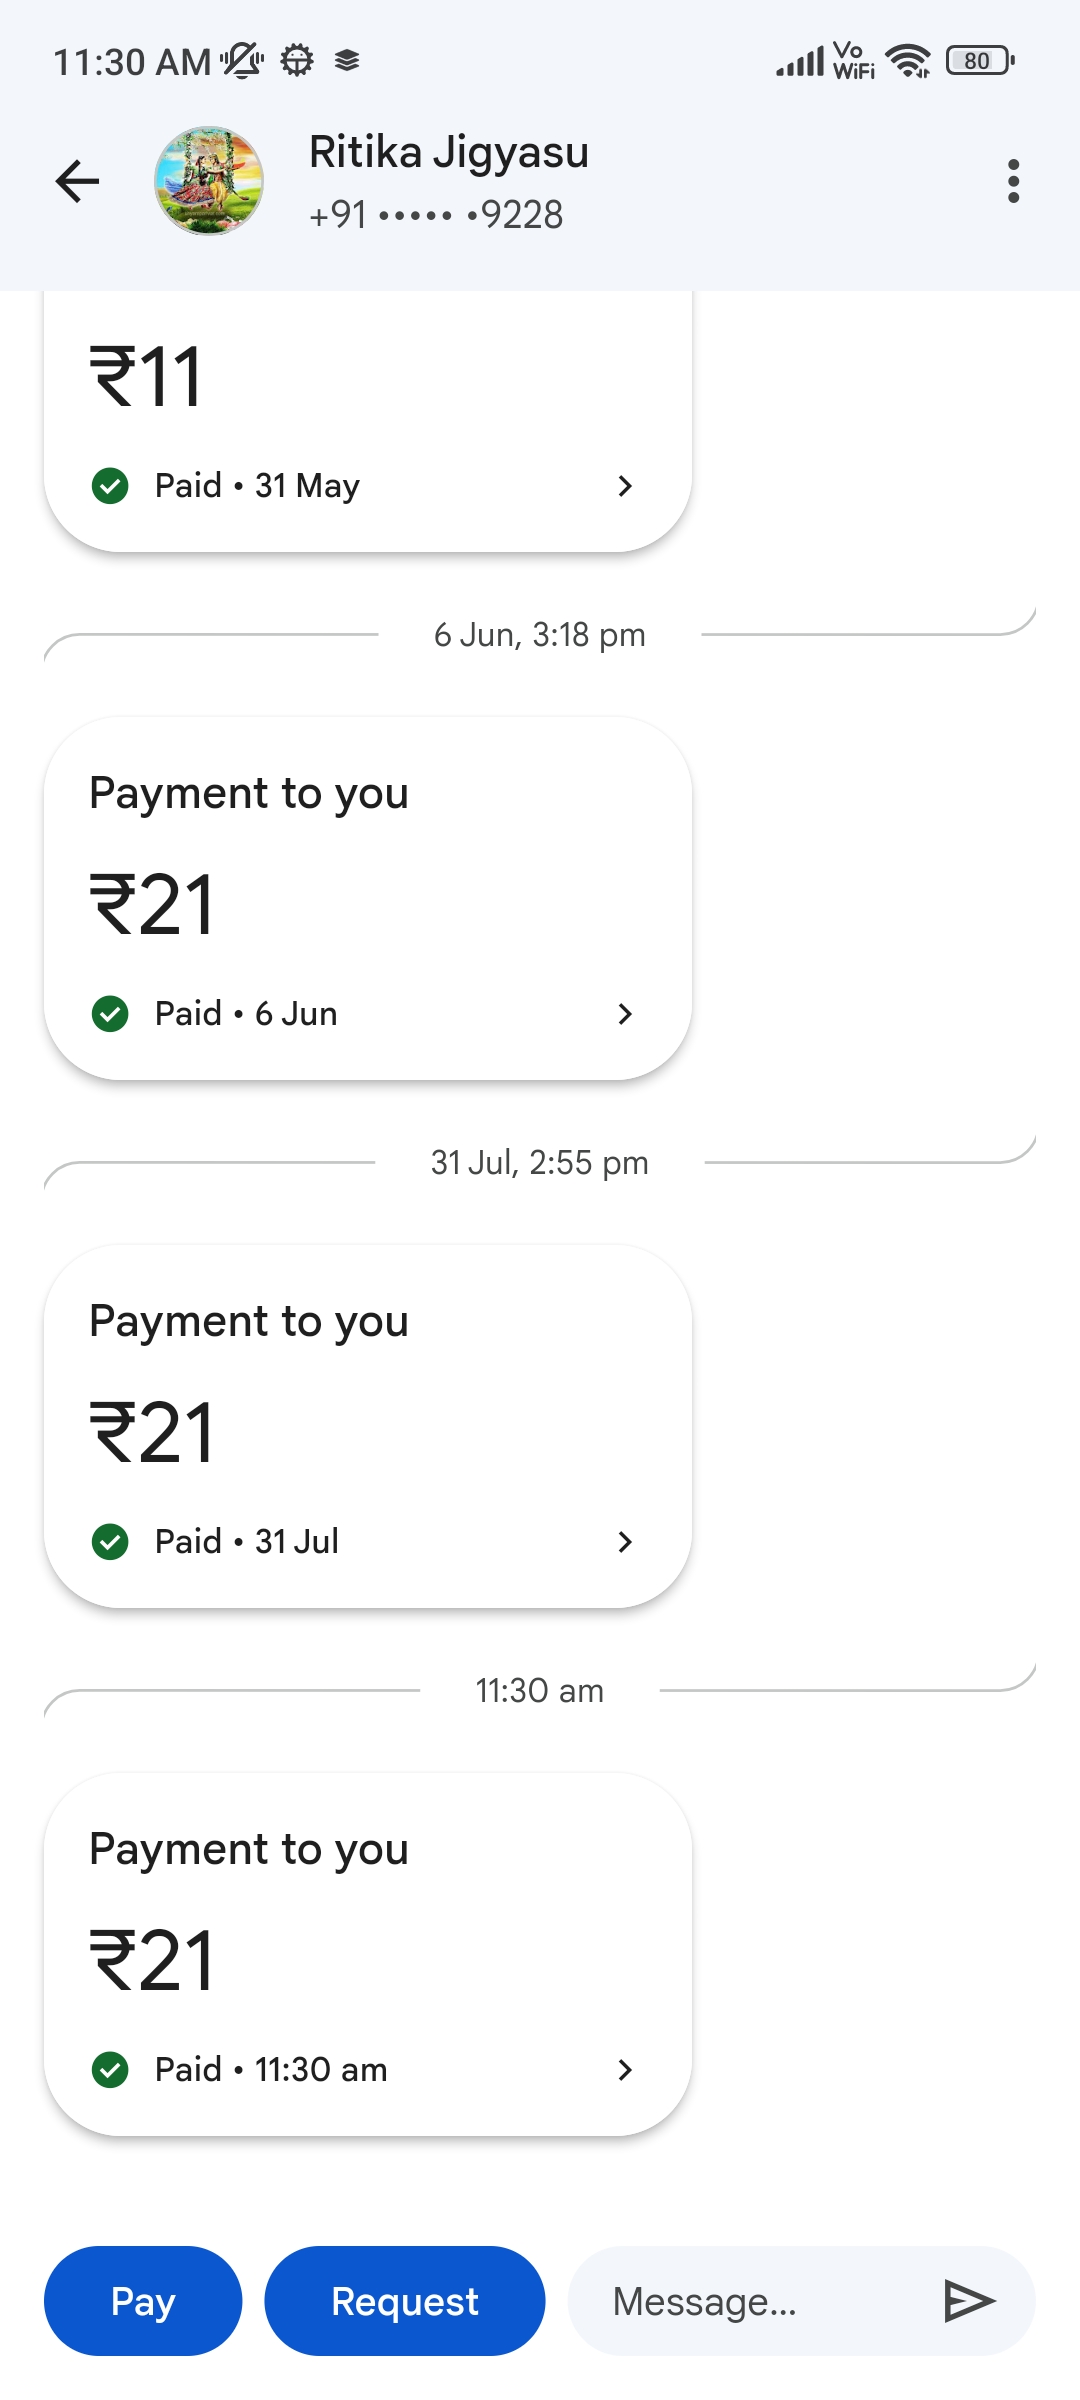 11:30 AM
Vo
WiFi
80
Ritika Jigyasu
+91 ••••• •9228
₹11
Paid • 31 May
6 Jun, 3:18 pm
Payment to you
₹21
Paid • 6 Jun
31 Jul, 2:55 pm
Payment to you
₹21
Paid • 31 Jul
11:30 am
Payment to you
₹21
Paid • 11:30 am
Pay
Request
Message...